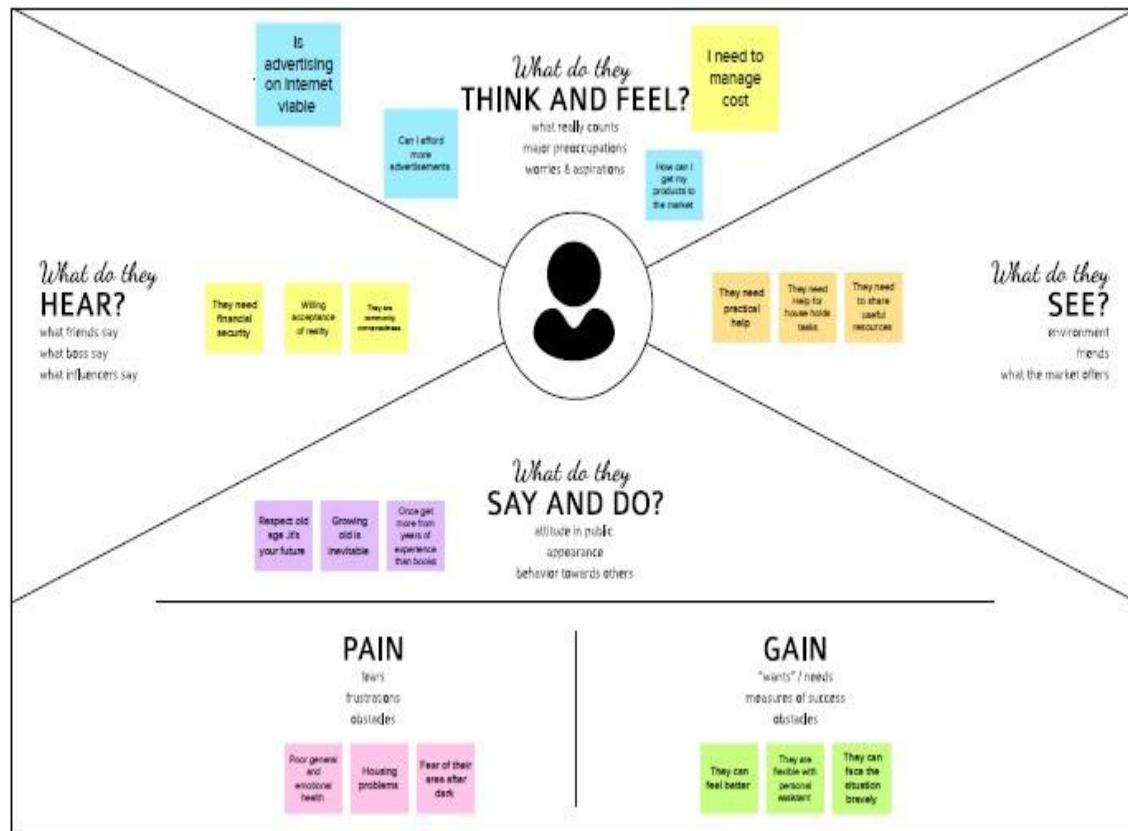 Is
advertising
on Internet
viable
Can I afford
more
advertisements
What do they
THINK AND FEEL?
what really counts
major preoccupations
worries & aspirations
I need to
manage
cost
How can I
get my
products to
the market
What do they
HEAR?
what friends say
what boss say
what influencers say
They need
financial
security
Willing
acceptance
of reality
They are
community
They need
practical
help
They need
Help for
house holds
tasks
They need
to share
useful
resources
What do they
SEE?
environment
friends
what the market offers
What do they
SAY AND DO?
attitude in public
appearance
behavior towards others
Respect old
age .it's
your future
Growing
old is
inevitable
Once get
more from
years of
experience
than books
PAIN
fears
frustrations
obstacles
Poor general
and
emotional
health
Housing
problems
Fear of their
area after
dark
GAIN
"wants" / needs
measures of success
obstacles
They can
feel better
They are
flexible with
personal
assistant
They can
face the
situation
bravely